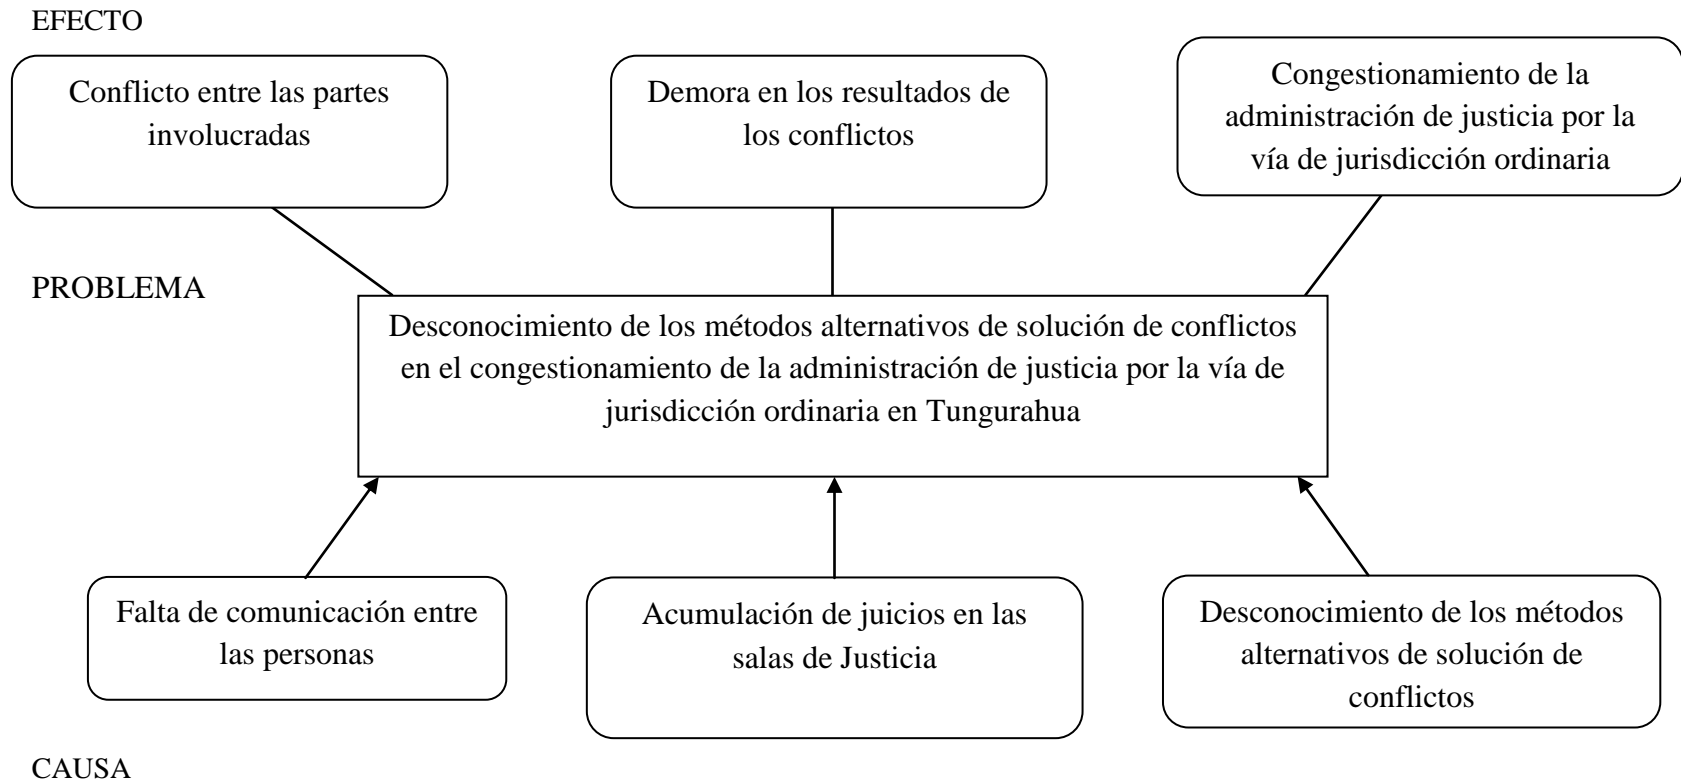 EFECTO
Conflicto entre las partes
involucradas
Demora en los resultados de
los conflictos
Congestionamiento de la
administración de justicia por la
vía de jurisdicción ordinaria
PROBLEMA
Desconocimiento de los métodos alternativos de solución de conflictos
en el congestionamiento de la administración de justicia por la vía de
jurisdicción ordinaria en Tungurahua
Falta de comunicación entre
las personas
Acumulación de juicios en las
salas de Justicia
Desconocimiento de los métodos
alternativos de solución de
conflictos
CAUSA